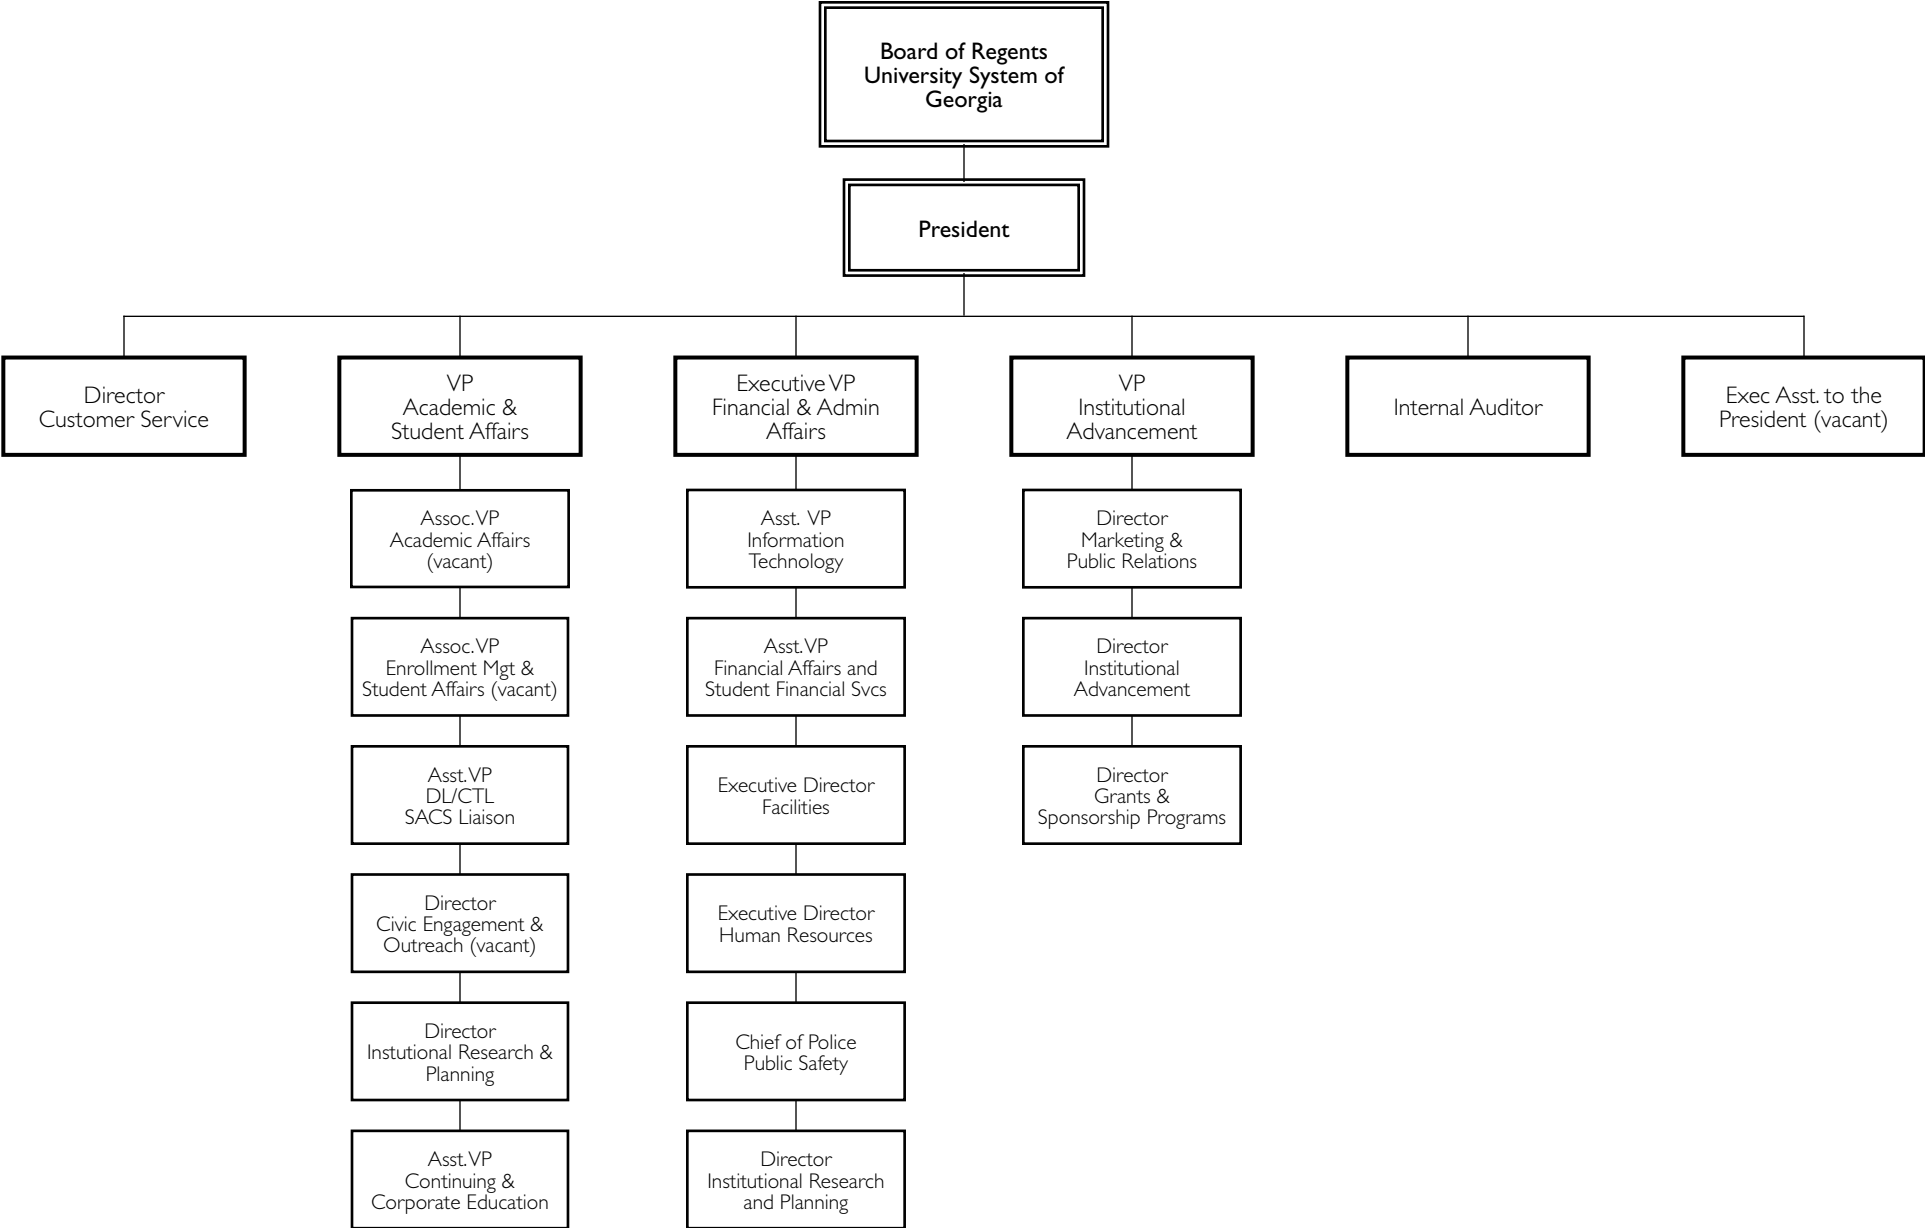 Board of Regents
University System of
Georgia
President
Director
Customer Service
VP
Academic &
Student Affairs
Executive VP
Financial & Admin
Affairs
VP
Institutional
Advancement
Internal Auditor
Exec Asst. to the
President (vacant)
Assoc. VP
Academic Affairs
(vacant)
Asst. VP
Information
Technology
Director
Marketing &
Public Relations
Assoc. VP
Enrollment Mgt &
Student Affairs (vacant)
Asst. VP
Financial Affairs and
Student Financial Svcs
Director
Institutional
Advancement
Asst. VP
DL/CTL
SACS Liaison
Executive Director
Facilities
Director
Grants &
Sponsorship Programs
Director
Civic Engagement &
Outreach (vacant)
Executive Director
Human Resources
Director
Instutional Research &
Planning
Chief of Police
Public Safety
Asst. VP
Continuing &
Corporate Education
Director
Institutional Research
and Planning